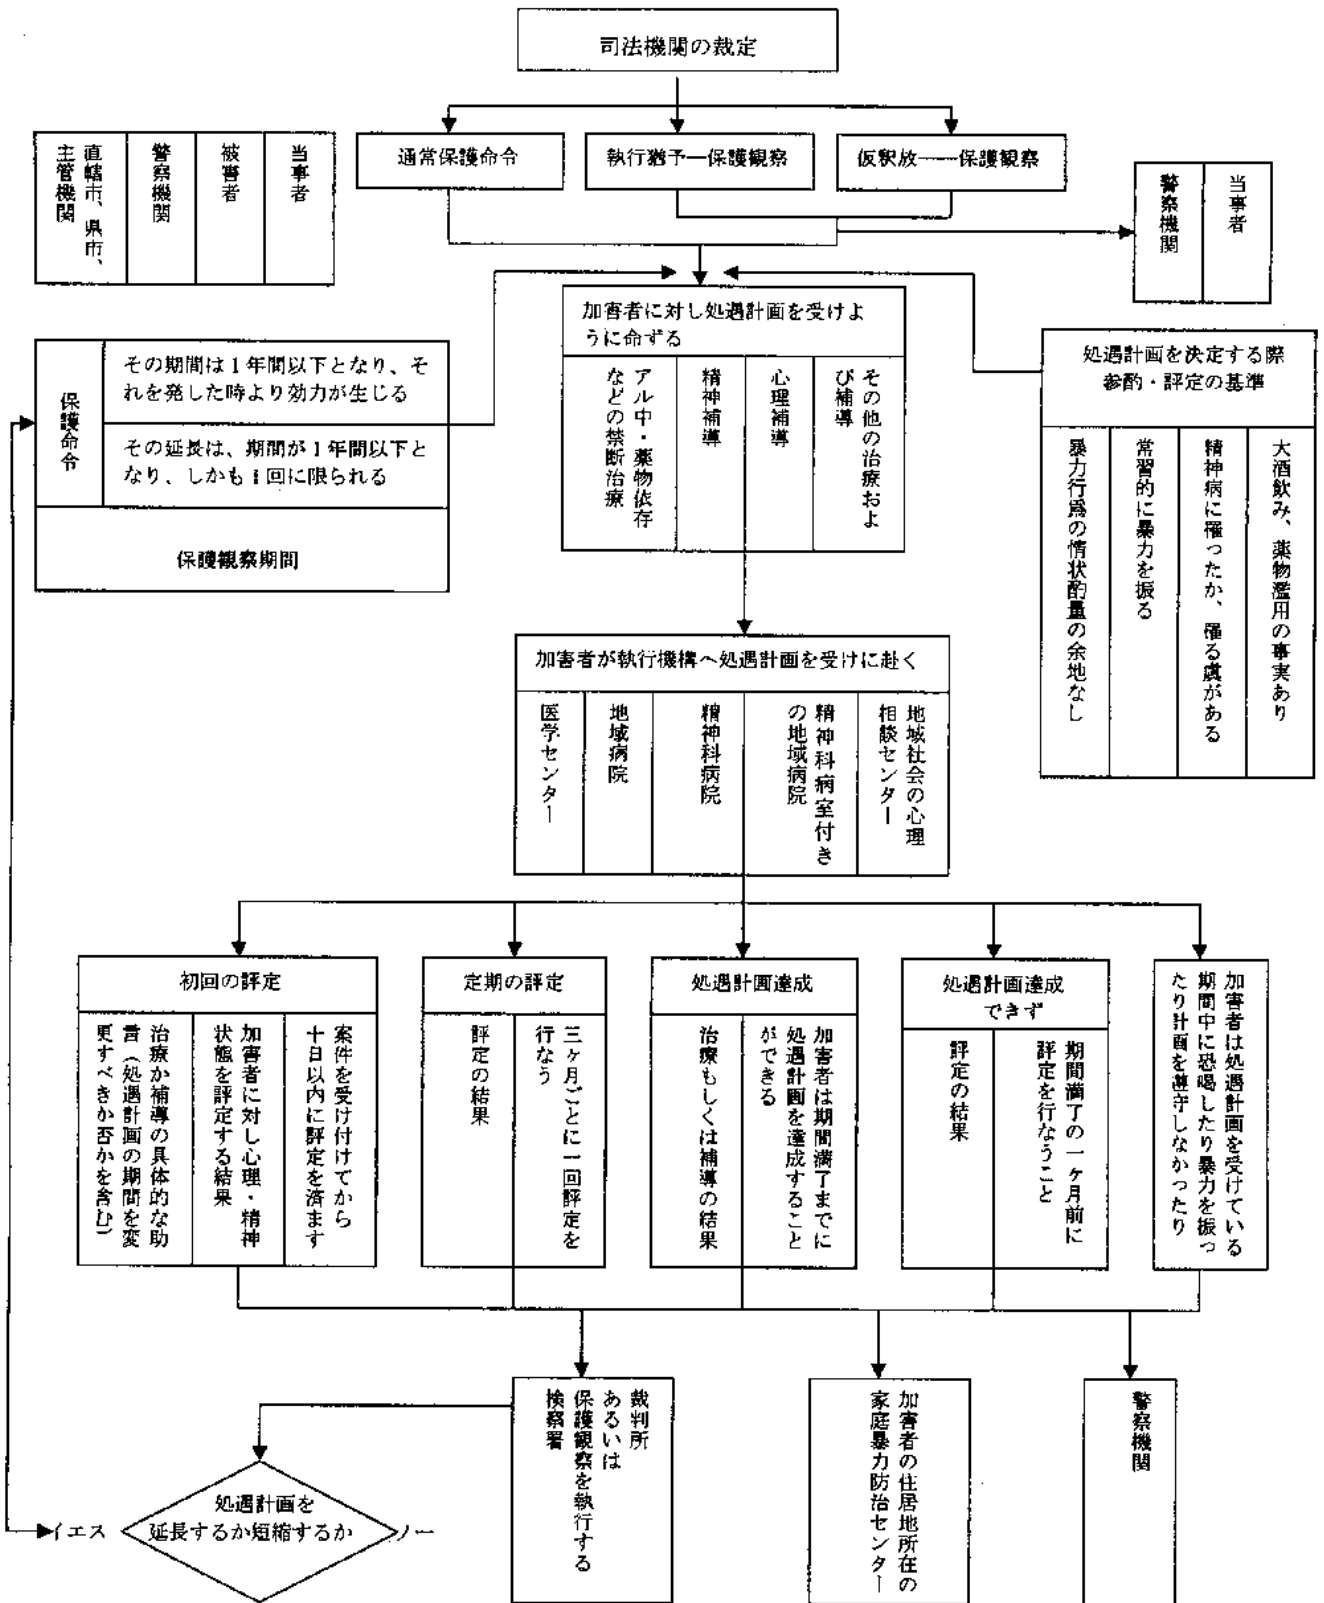 司法機関の裁定
通常保護命令
執行猶予—保護観察
仮釈放——保護観察
当事者
被害者
警察機関
直轄市、県市、
主管機関
当事者
警察機関
加害者に対し処遇計画を受けよ
うに命ずる
その他の治療およ
び補導
心理補導
精神補導
アル中・薬物依存
などの禁断治療
保護命令
その期間は1年間以下となり、そ
れを発した時より効力が生じる
その延長は、期間が1年間以下と
なり、しかも1回に限られる
保護観察期間
処遇計画を決定する際
参酌・評定の基準
大酒飲み、薬物濫用の事実あり
精神病に罹ったか、罹る虞がある
常習的に暴力を振る
暴力行爲の情状酌量の余地なし
加害者が執行機構へ処遇計画を受けに赴く
地域社会の心理
相談センター
精神科病室付き
の地域病院
精神科病院
地域病院
医学センター
初回の評定
案件を受け付けてから
十日以内に評定を済ます
加害者に対し心理・精神
状態を評定する結果
治療か補導の具体的な助
言（処遇計画の期間を変
更すべきか否かを含む）
定期の評定
三ヶ月ごとに一回評定を
行なう
評定の結果
処遇計画達成
加害者は期間満了までに
処遇計画を達成すること
ができる
治療もしくは補導の結果
処遇計画達成
できず
期間満了の一ヶ月前に
評定を行なうこと
評定の結果
加害者は処遇計画を受けている
期間中に恐喝したり暴力を振っ
たり計画を遵守しなかったり
裁判所
あるいは
保護観察を執行する
検察署
加害者の住居地所在の
家庭暴力防治センター
警察機関
処遇計画を
延長するか短縮するか
イエス
ノー